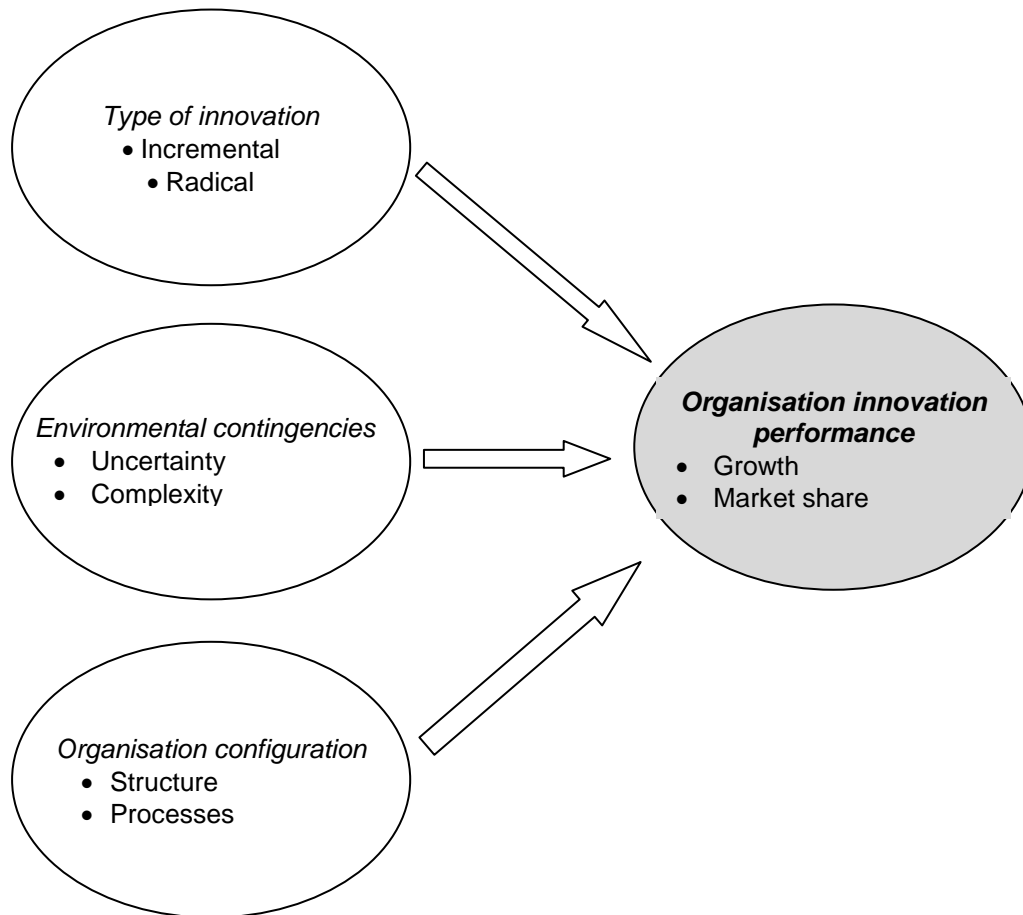 Type of innovation
• Incremental
• Radical
Environmental contingencies
• Uncertainty
• Complexity
Organisation configuration
• Structure
• Processes
Organisation innovation
performance
• Growth
• Market share